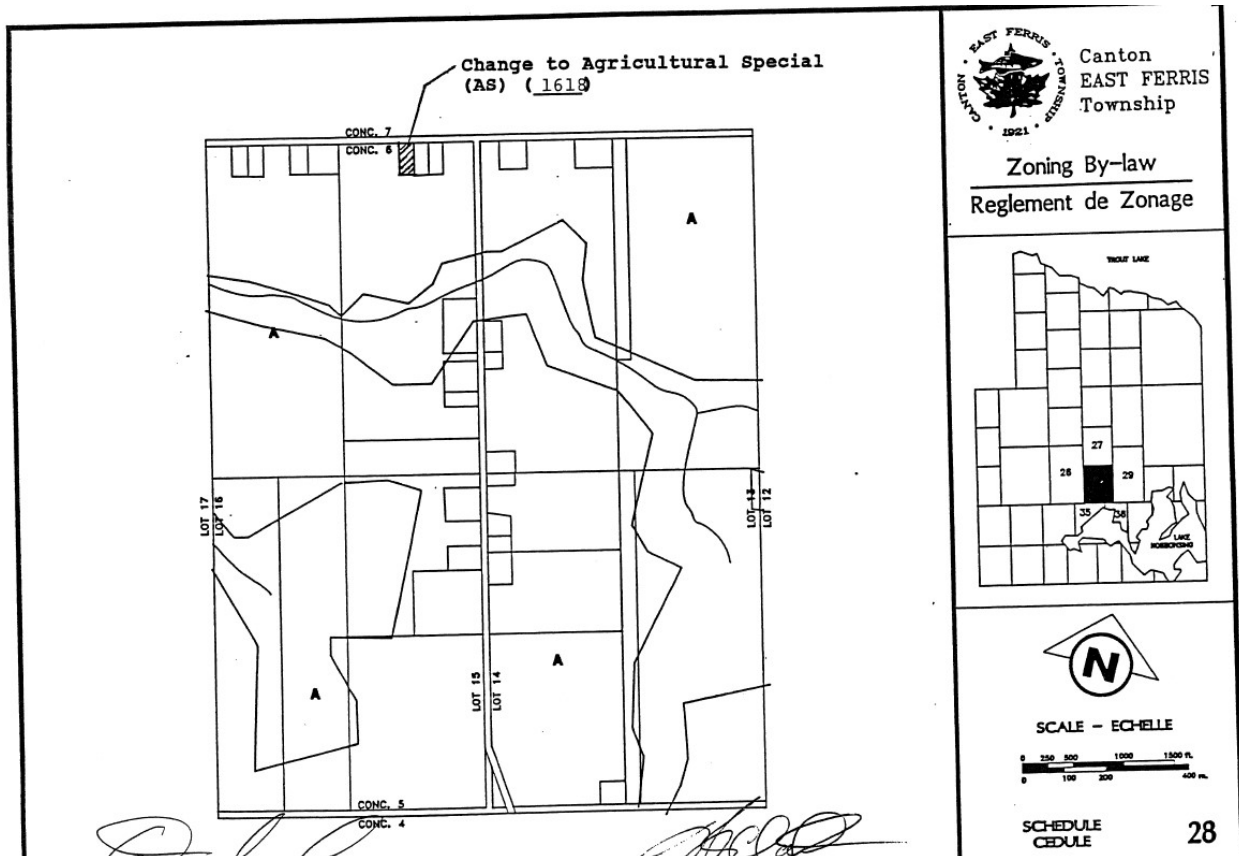 Change to Agricultural Special
(AS) ( 1618)
CONC. 7
CONC. 6
A
A
LOT 17
LOT 16
LOT 13
LOT 12
LOT 15
LOT 14
A
A
CONC. 5
CONC. 4
CANTON • EAST FERRIS • TOWNSHIP
• 1921 •
Canton
EAST FERRIS
Township
Zoning By-law
Reglement de Zonage
TROUT LAKE
27
29
35
LAKE
N
SCALE - ECHELLE
0 250 500 1000 1500 ft.
0 100 200 400 m.
SCHEDULE
CEDULE
28